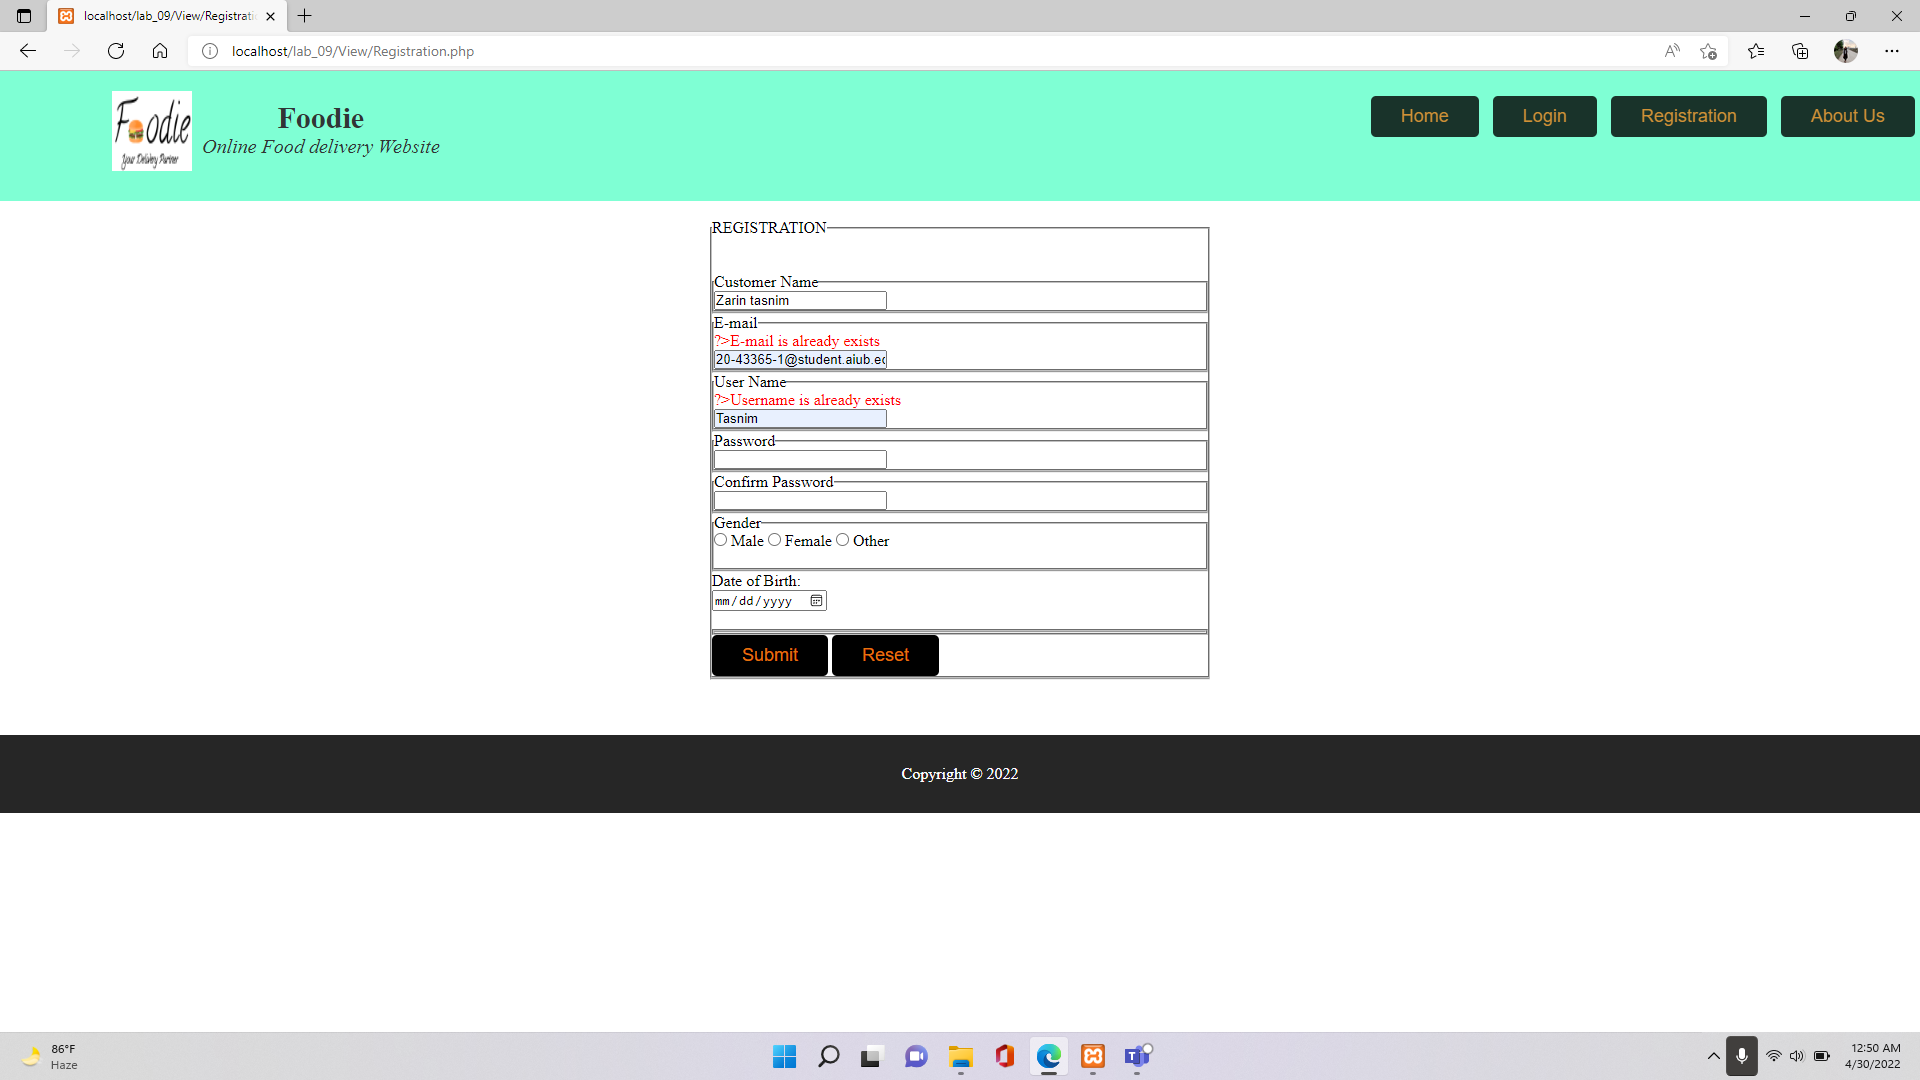 localhost/lab_09/View/Registrati
localhost/lab_09/View/Registration.php
Foodie
Your Delivery Partner
Foodie
Online Food delivery Website
Home
Login
Registration
About Us
REGISTRATION
Customer Name
Zarin tasnim
E-mail
?>E-mail is already exists
20-43365-1@student.aiub.ec
User Name
?>Username is already exists
Tasnim
Password
Confirm Password
Gender
Male Female Other
Date of Birth:
mm/dd/yyyy
Submit Reset
Copyright © 2022
86°F
Haze
12:50 AM
4/30/2022